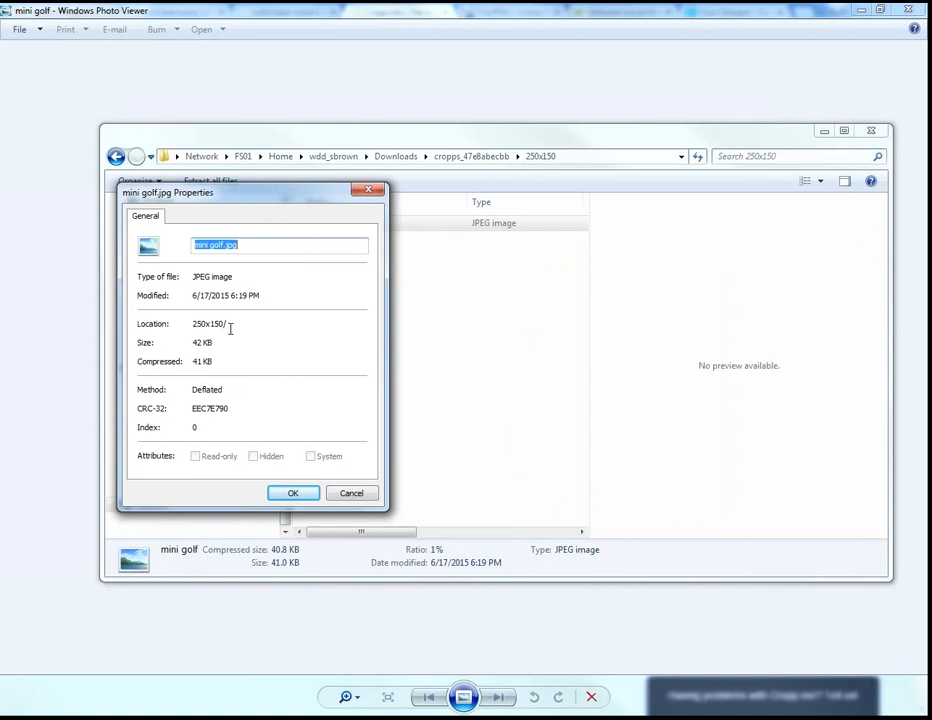 mini golf - Windows Photo Viewer
File Print E-mail Burn Open
Network FS01 Home wdd_sbrown Downloads cropps_47e8abecbb 250x150 Search 250x150
Organize Extract all files
mini golf.jpg Properties
Type
General
JPEG image
mini golf.jpg
Type of file: JPEG image
Modified: 6/17/2015 6:19 PM
Location: 250x150/
Size: 42 KB
Compressed: 41 KB
No preview available.
Method: Deflated
CRC-32: EEC7E790
Index: 0
Attributes: Read-only Hidden System
OK Cancel
mini golf Compressed size: 40.8 KB Ratio: 1% Type: JPEG image
Size: 41.0 KB Date modified: 6/17/2015 6:19 PM